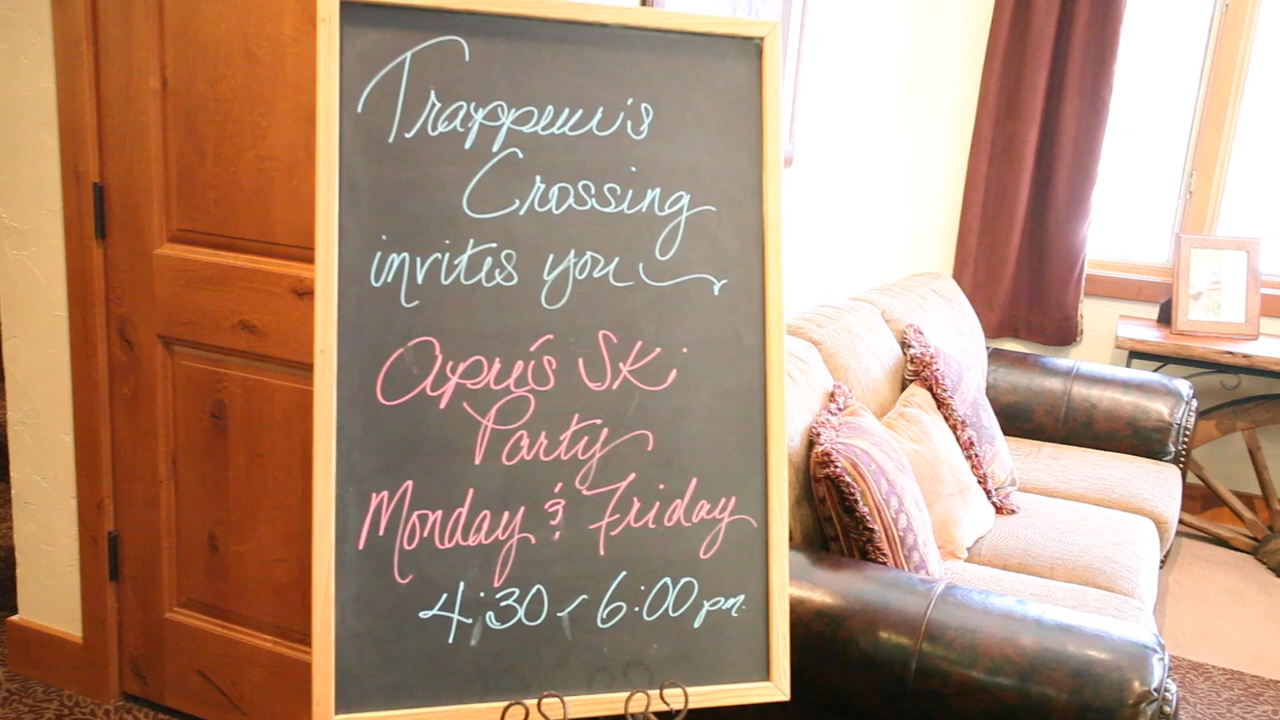 Trappeur's
Crossing
invites you
Après Ski
Party
Monday & Friday
4:30 - 6:00 pm.